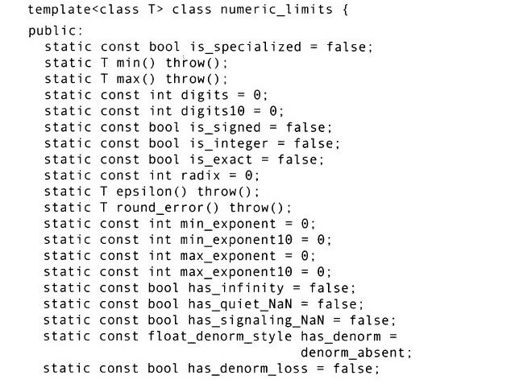 template<class T> class numeric_limits {
public:
static const bool is_specialized = false;
static T min() throw();
static T max() throw();
static const int digits = 0;
static const int digits10 = 0;
static const bool is_signed = false;
static const bool is_integer = false;
static const bool is_exact = false;
static const int radix = 0;
static T epsilon() throw();
static T round_error() throw();
static const int min_exponent = 0;
static const int min_exponent10 = 0;
static const int max_exponent = 0;
static const int max_exponent10 = 0;
static const bool has_infinity = false;
static const bool has_quiet_NaN = false;
static const bool has_signaling_NaN = false;
static const float_denorm_style has_denorm =
denorm_absent;
static const bool has_denorm_loss = false;